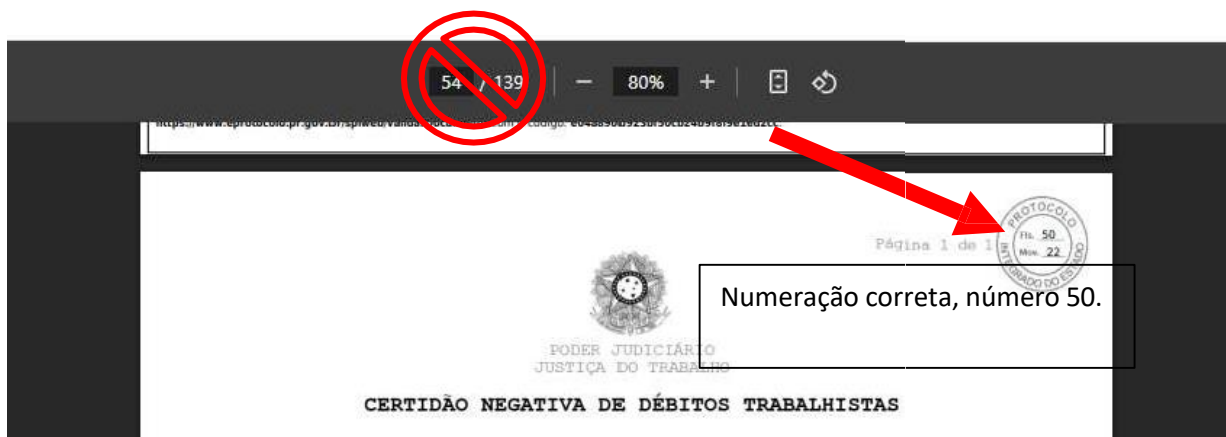 54 / 139 − 80% +
Página 1 de 1
PROTOCOLO
Fls. 50
Mov. 22
INTEGRADO DO ESTADO
Numeração correta, número 50.
PODER JUDICIÁRIO
JUSTIÇA DO TRABALHO
CERTIDÃO NEGATIVA DE DÉBITOS TRABALHISTAS